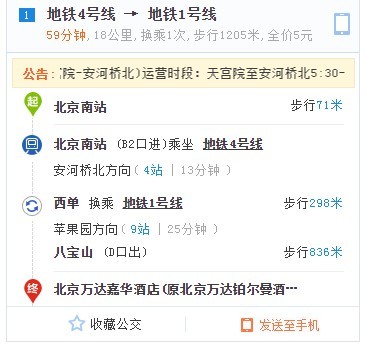 1 地铁4号线 → 地铁1号线
59分钟, 18公里, 换乘1次, 步行1205米, 全价5元
公告: 院-安河桥北)运营时段: 天宫院至安河桥北5:30-
起 北京南站 步行71米
北京南站 (B2口进)乘坐 地铁4号线
安河桥北方向( 4站 | 13分钟 )
西单 换乘 地铁1号线 步行298米
苹果园方向( 9站 | 25分钟 )
八宝山 (D口出) 步行836米
终 北京万达嘉华酒店(原北京万达铂尔曼酒…
收藏公交 发送至手机